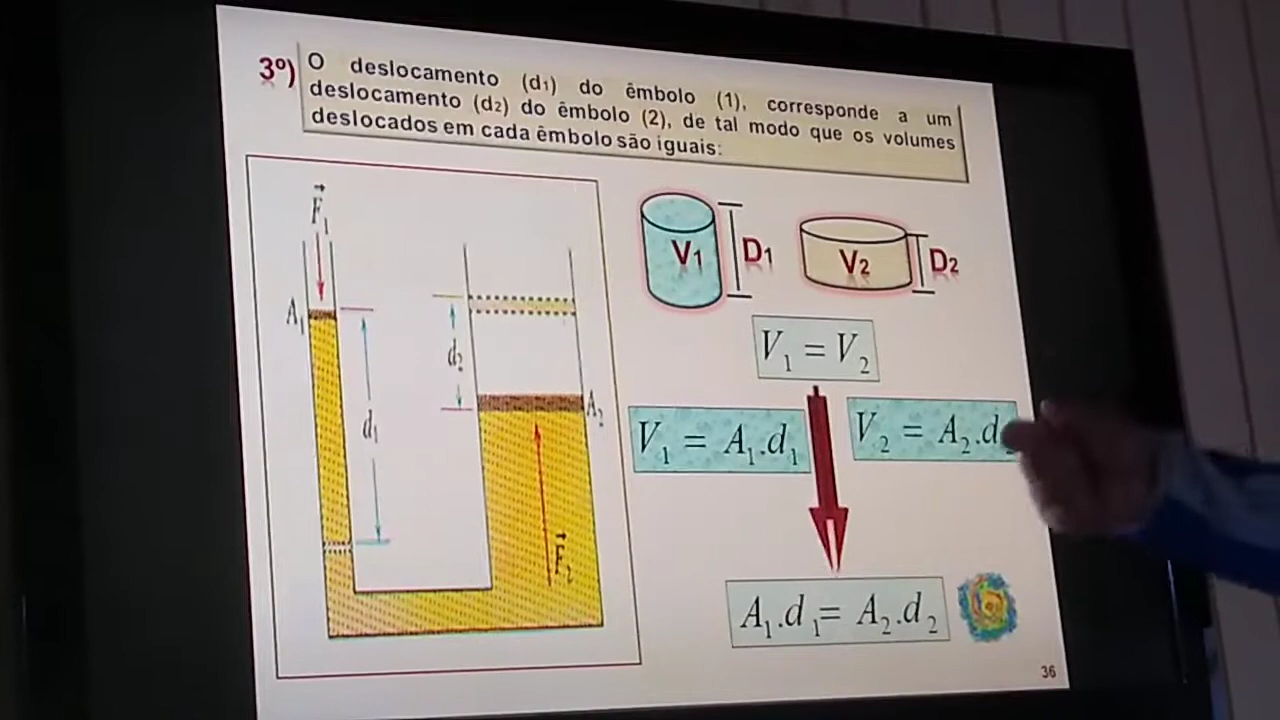 3º)
O deslocamento (d1) do êmbolo (1), corresponde a um
deslocamento (d2) do êmbolo (2), de tal modo que os volumes
deslocados em cada êmbolo são iguais:
F₁
A₁
d₁
d₂
A₂
F₂
V1 D1
V2 D2
V₁ = V₂
V₁ = A₁.d₁
V₂ = A₂.d
A₁.d₁= A₂.d₂
36